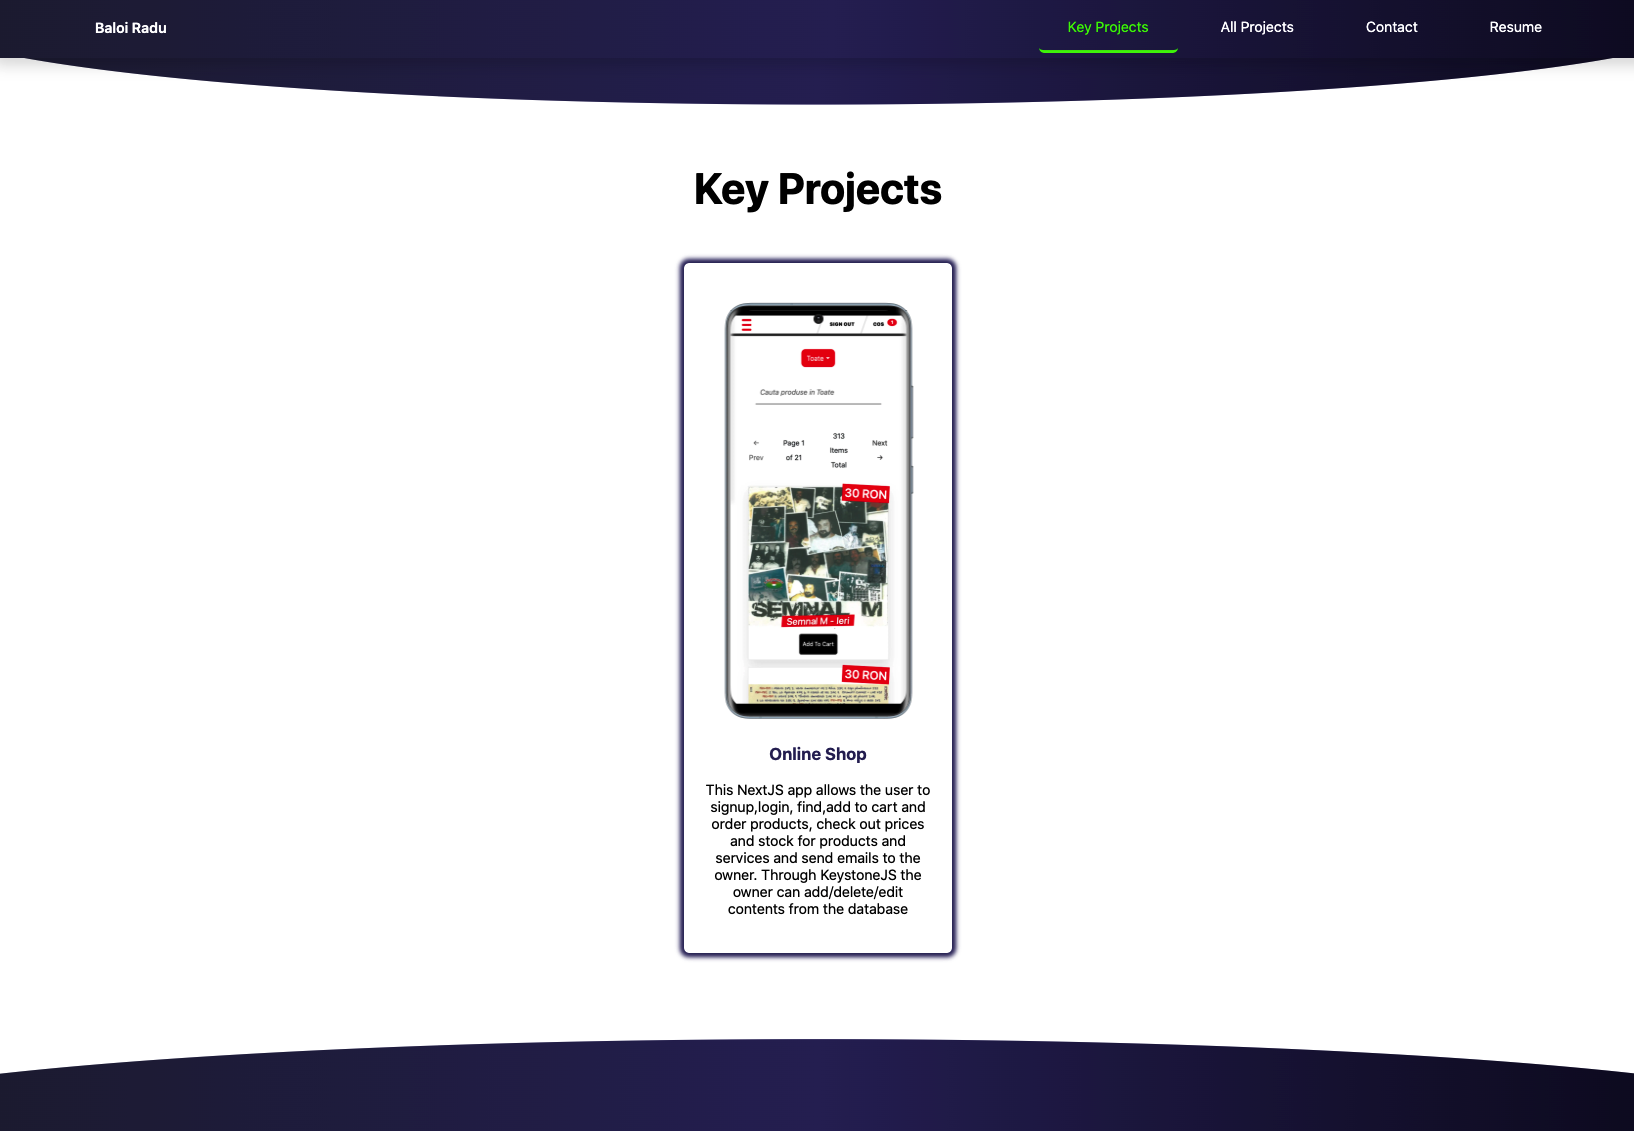 Baloi Radu
Key Projects
All Projects
Contact
Resume
Key Projects
SIGN OUT
COS
1
Toate
Cauta produse in Toate
← Prev
Page 1 of 21
313 Items Total
Next →
30 RON
SEMNAL M
Semnal M - Ieri
Add To Cart
30 RON
Online Shop
This NextJS app allows the user to
signup,login, find,add to cart and
order products, check out prices
and stock for products and
services and send emails to the
owner. Through KeystoneJS the
owner can add/delete/edit
contents from the database